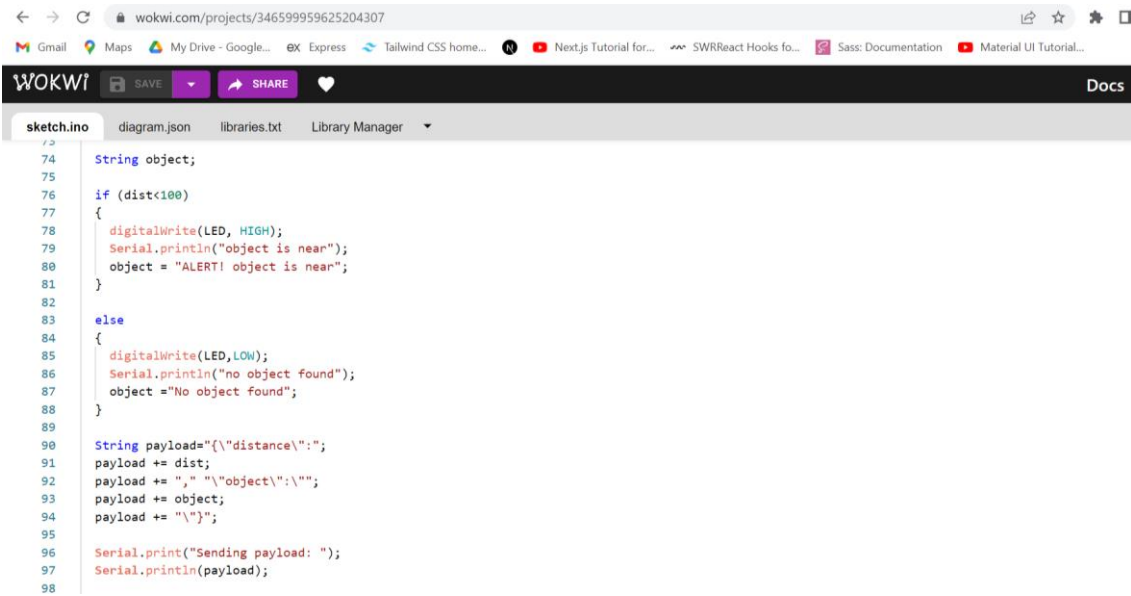 wokwi.com/projects/346599959625204307
Gmail Maps My Drive - Google... ex Express Tailwind CSS home... N Next.js Tutorial for... SWRReact Hooks fo... Sass: Documentation Material UI Tutorial...
WOKWi SAVE SHARE Docs
sketch.ino diagram.json libraries.txt Library Manager
73
74 String object;
75
76 if (dist<100)
77 {
78 digitalWrite(LED, HIGH);
79 Serial.println("object is near");
80 object = "ALERT! object is near";
81 }
82
83 else
84 {
85 digitalWrite(LED,LOW);
86 Serial.println("no object found");
87 object ="No object found";
88 }
89
90 String payload="{\"distance\":";
91 payload += dist;
92 payload += "," "\"object\":\"";
93 payload += object;
94 payload += "\"}";
95
96 Serial.print("Sending payload: ");
97 Serial.println(payload);
98